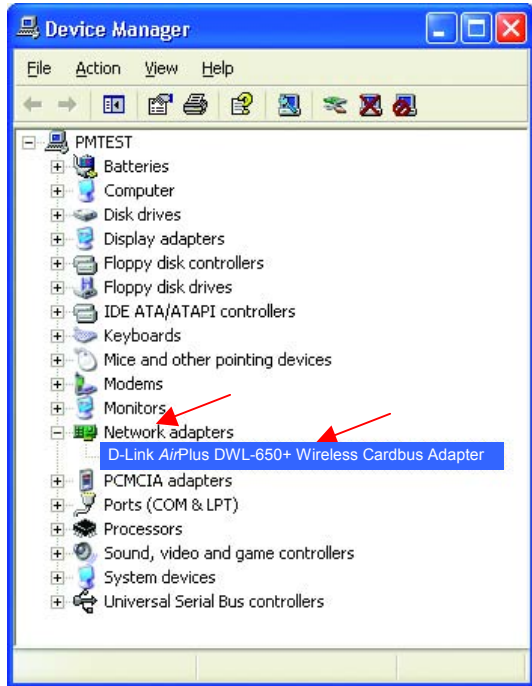 Device Manager
File Action View Help
PMTEST
Batteries
Computer
Disk drives
Display adapters
Floppy disk controllers
Floppy disk drives
IDE ATA/ATAPI controllers
Keyboards
Mice and other pointing devices
Modems
Monitors
Network adapters
D-Link AirPlus DWL-650+ Wireless Cardbus Adapter
PCMCIA adapters
Ports (COM & LPT)
Processors
Sound, video and game controllers
System devices
Universal Serial Bus controllers